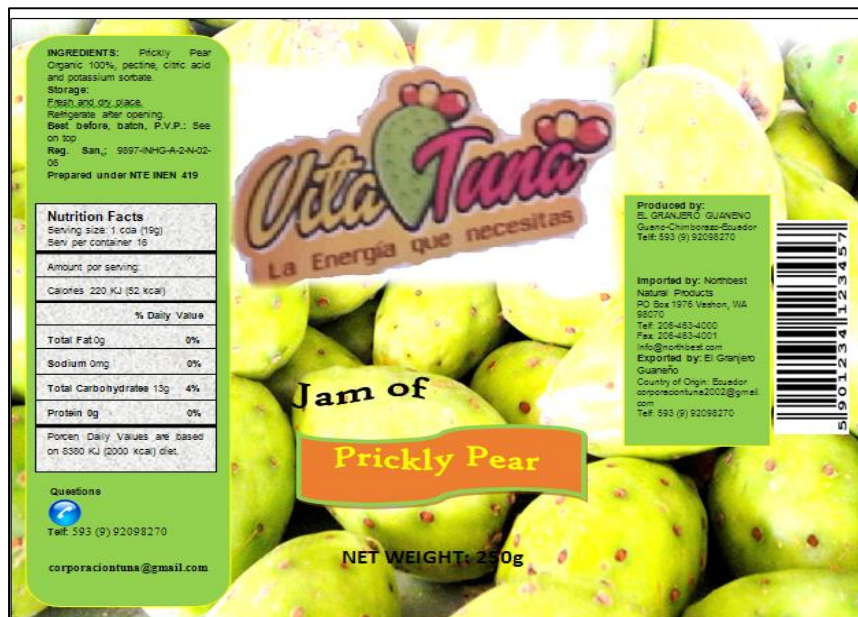 INGREDIENTS: Prickly Pear
Organic 100%, pectine, citric acid
and potassium sorbate.
Storage:
Fresh and dry place.
Refrigerate after opening.
Best before, batch, P.V.P.: See
on top
Reg. San.: 9897-INHG-A-2-N-02-
06
Prepared under NTE INEN 419
Nutrition Facts
Serving size: 1 cda (19g)
Serv per container 16
Amount por serving:
Calories 220 KJ (52 kcal)
% Daily Value
Total Fat 0g 0%
Sodium 0mg 0%
Total Carbohydrates 13g 4%
Protein 0g 0%
Porcen Daily Values are based
on 8380 KJ (2000 kcal) diet.
Questions
Telf: 593 (9) 92098270
corporaciontuna@gmail.com
Vita Tuna
La Energía que necesitas
Jam of
Prickly Pear
NET WEIGHT: 250g
Produced by:
EL GRANJERO GUANEÑO
Guano-Chimborazo-Ecuador
Telf: 593 (9) 92098270
Imported by: Northbest
Natural Products
PO Box 1976 Vashon, WA
98070
Telf: 206-463-4000
Fax: 206-463-4001
Info@northbest.com
Exported by: El Granjero
Guaneño
Country of Origin: Ecuador
corporaciontuna2002@gmail.
com
Telf: 593 (9) 92098270
5 901234 123457